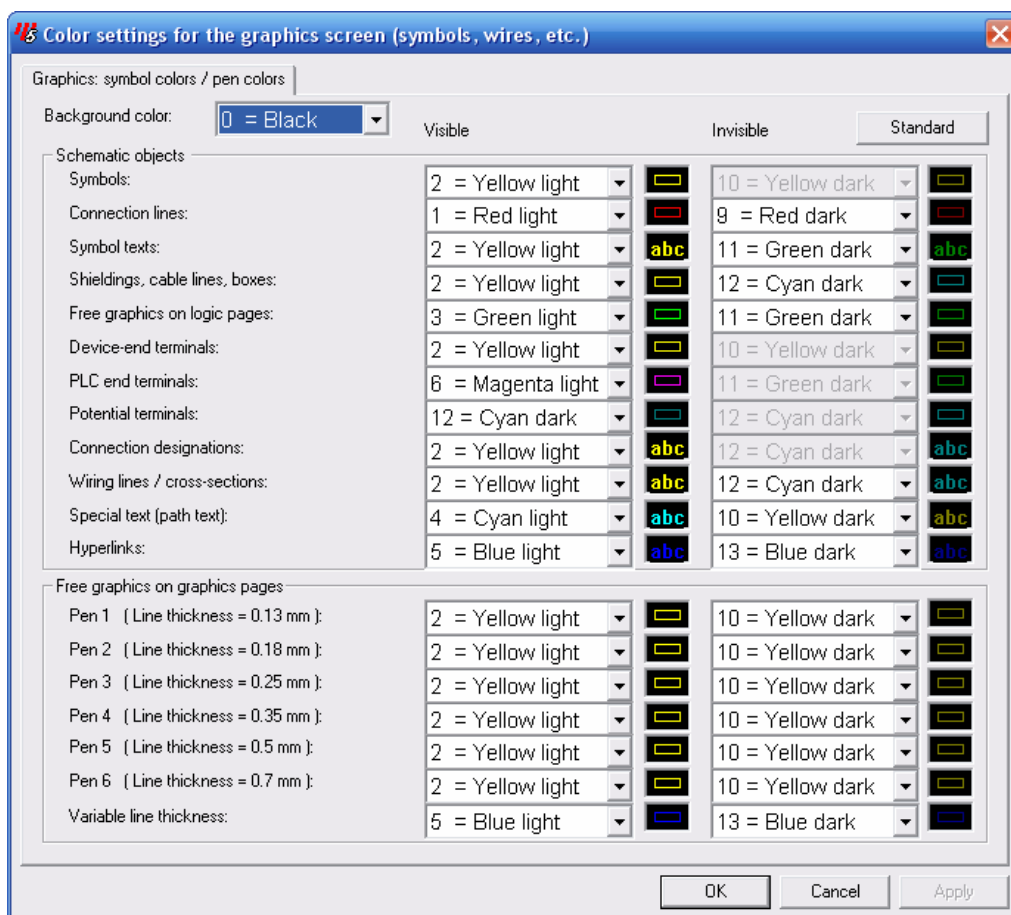 Color settings for the graphics screen (symbols, wires, etc.)
Graphics: symbol colors / pen colors
Background color: 0 = Black Visible Invisible Standard
Schematic objects
Symbols: 2 = Yellow light 10 = Yellow dark
Connection lines: 1 = Red light 9 = Red dark
Symbol texts: 2 = Yellow light abc 11 = Green dark abc
Shieldings, cable lines, boxes: 2 = Yellow light 12 = Cyan dark
Free graphics on logic pages: 3 = Green light 11 = Green dark
Device-end terminals: 2 = Yellow light 10 = Yellow dark
PLC end terminals: 6 = Magenta light 11 = Green dark
Potential terminals: 12 = Cyan dark 12 = Cyan dark
Connection designations: 2 = Yellow light abc 12 = Cyan dark abc
Wiring lines / cross-sections: 2 = Yellow light abc 12 = Cyan dark abc
Special text (path text): 4 = Cyan light abc 10 = Yellow dark abc
Hyperlinks: 5 = Blue light abc 13 = Blue dark abc
Free graphics on graphics pages
Pen 1 ( Line thickness = 0.13 mm ): 2 = Yellow light 10 = Yellow dark
Pen 2 ( Line thickness = 0.18 mm ): 2 = Yellow light 10 = Yellow dark
Pen 3 ( Line thickness = 0.25 mm ): 2 = Yellow light 10 = Yellow dark
Pen 4 ( Line thickness = 0.35 mm ): 2 = Yellow light 10 = Yellow dark
Pen 5 ( Line thickness = 0.5 mm ): 2 = Yellow light 10 = Yellow dark
Pen 6 ( Line thickness = 0.7 mm ): 2 = Yellow light 10 = Yellow dark
Variable line thickness: 5 = Blue light 13 = Blue dark
OK Cancel Apply